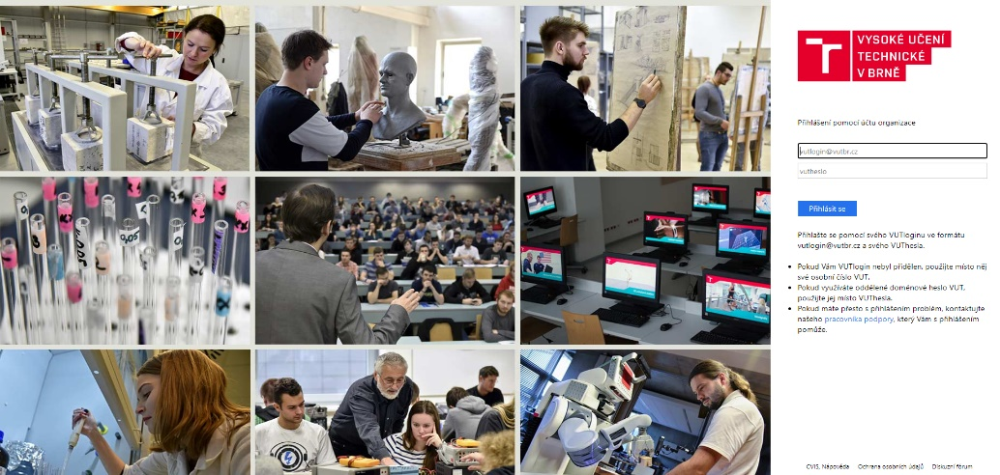 VYSOKÉ UČENÍ
TECHNICKÉ
V BRNĚ
Přihlášení pomocí účtu organizace
vutlogin@vutbr.cz
vutheslo
Přihlásit se
Přihlašte se pomocí svého VUTloginu ve formátu
vutlogin@vutbr.cz a svého VUThesla.
Pokud Vám VUTlogin nebyl přidělen, použijte místo něj
své osobní číslo VUT.
Pokud využíváte oddělené doménové heslo VUT,
použijte jej místo VUThesla.
Pokud máte přesto s přihlášením problém, kontaktujte
našeho pracovníka podpory, který Vám s přihlášením
pomůže.
CVIS, Nápověda Ochrana osobních údajů Diskuzní fórum